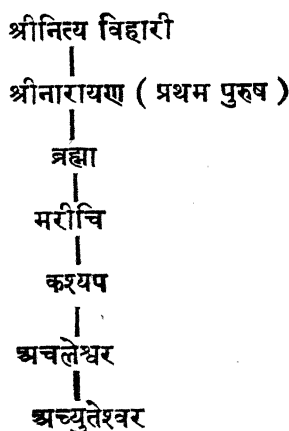 श्रीनित्य विहारी
श्रीनारायण ( प्रथम पुरुष )
ब्रह्मा
मरीचि
कश्यप
अचलेश्वर
अच्युतेश्वर